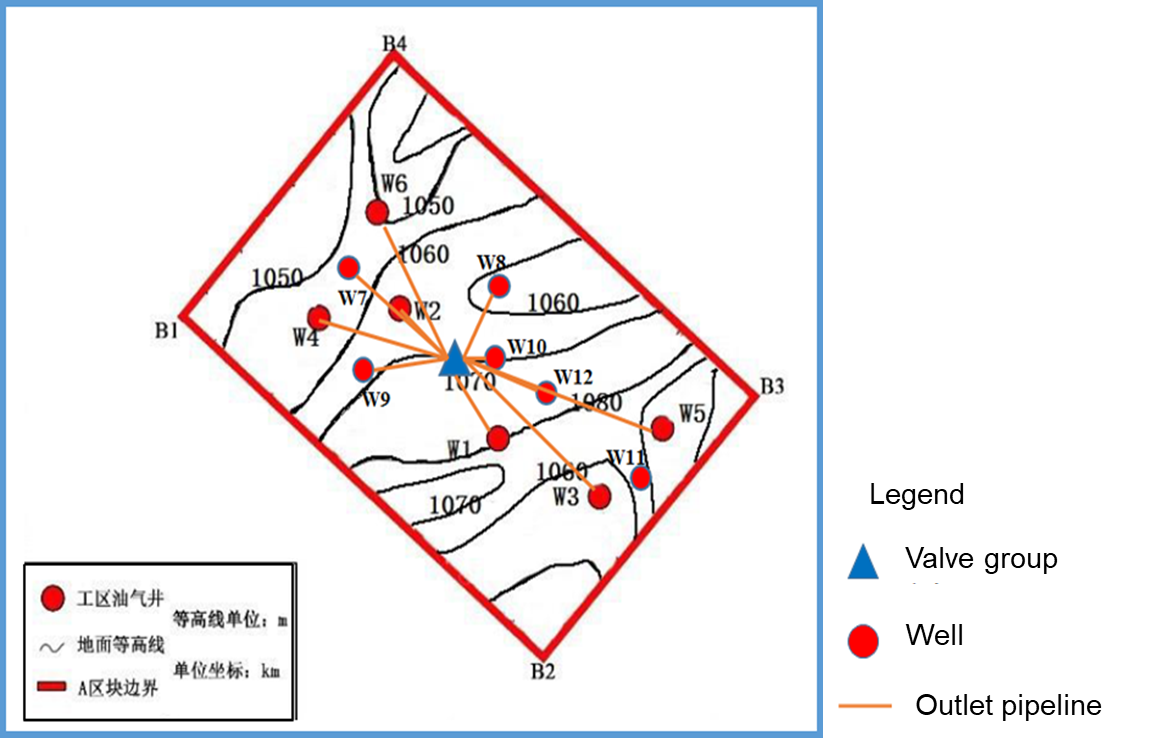 B4
W6
1050
1060
W8
1050
W7
1060
W2
B1
W4
W10
1070
W12
B3
W9
1080
W5
W1
W11
1060
W3
1070
B2
工区油气井
等高线单位：m
地面等高线
单位坐标：km
A区块边界
Legend
Valve group
Well
Outlet pipeline